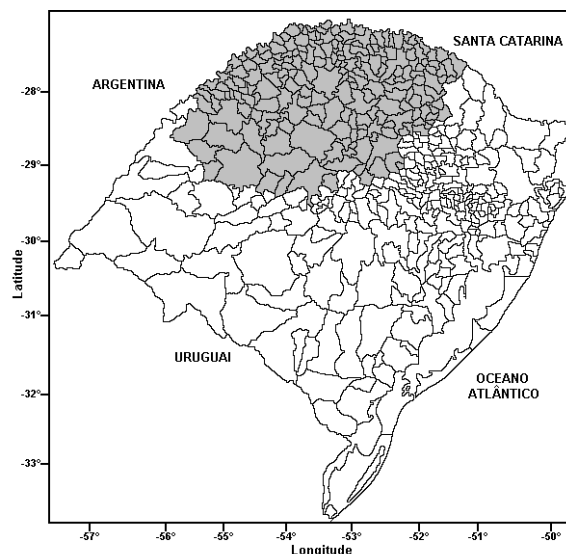 SANTA CATARINA
ARGENTINA
-28°
-29°
-30°
-31°
-32°
-33°
Latitude
URUGUAI
OCEANO
ATLÂNTICO
-57°
-56°
-55°
-54°
-53°
-52°
-51°
-50°
Longitude